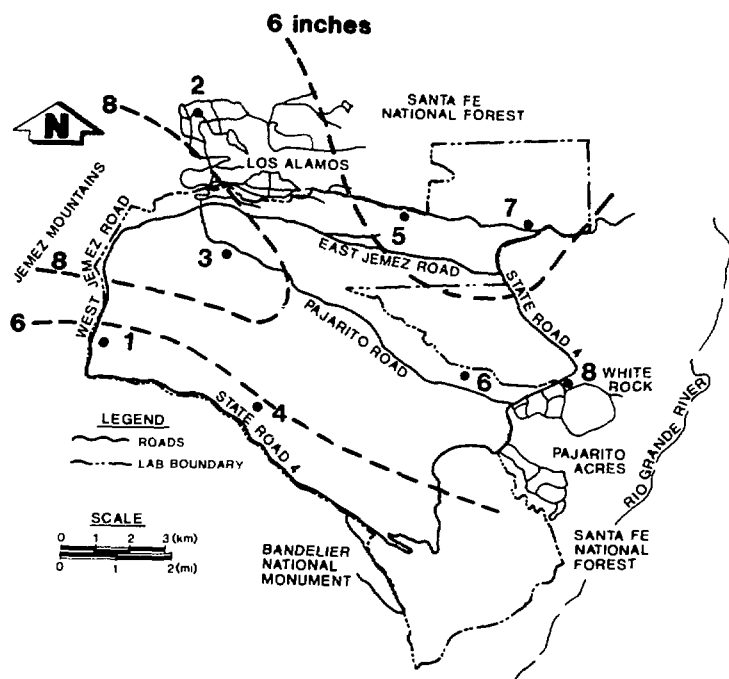 6 inches
2
8
SANTA FE
NATIONAL FOREST
N
LOS ALAMOS
JEMEZ MOUNTAINS
WEST JEMEZ ROAD
7
5
3
EAST JEMEZ ROAD
8
STATE ROAD 4
6
1
PAJARITO ROAD
6
8
WHITE
ROCK
4
STATE ROAD 4
LEGEND
ROADS
LAB BOUNDARY
PAJARITO
ACRES
RIO GRANDE RIVER
SCALE
0 1 2 3 (km)
0 1 2 (mi)
BANDELIER
NATIONAL
MONUMENT
SANTA FE
NATIONAL
FOREST